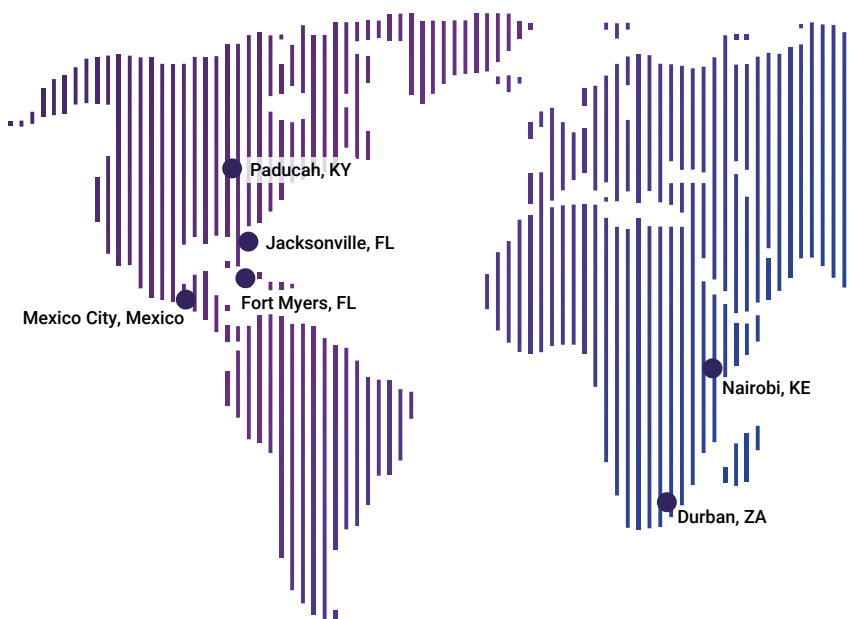 Paducah, KY
Jacksonville, FL
Fort Myers, FL
Mexico City, Mexico
Nairobi, KE
Durban, ZA